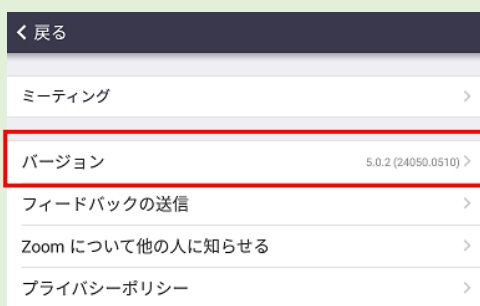 戻る
ミーティング
バージョン 5.0.2 (24050.0510)
フィードバックの送信
Zoom について他の人に知らせる
プライバシーポリシー